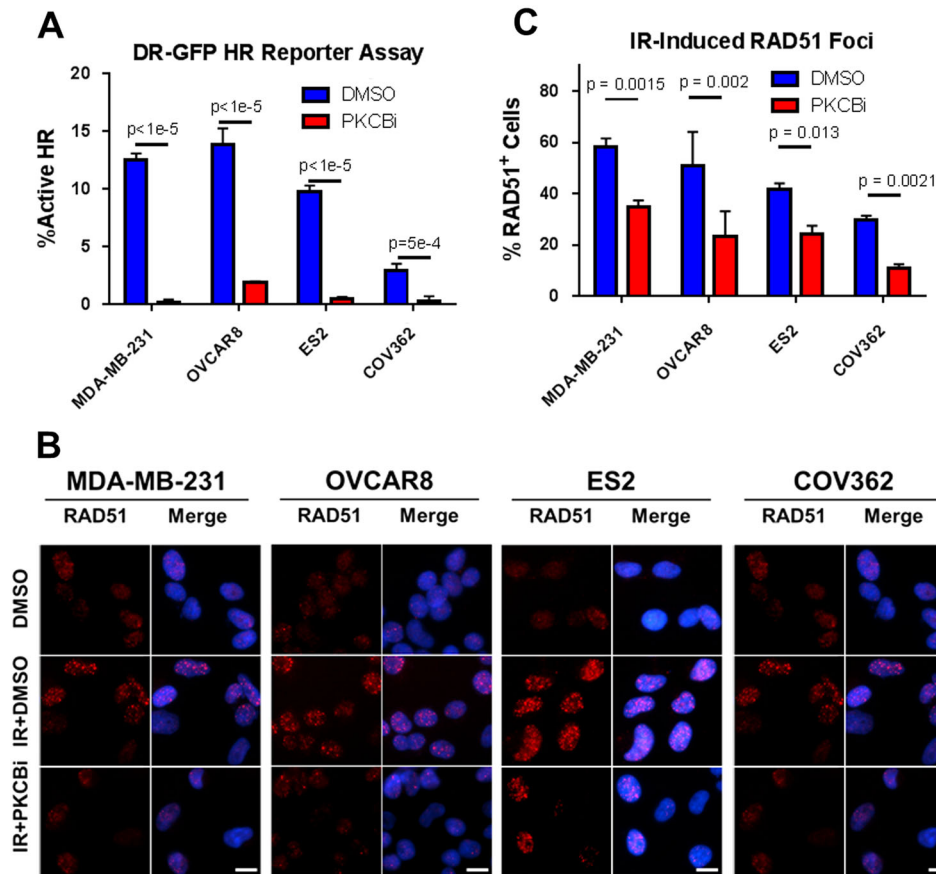 A
DR-GFP HR Reporter Assay
%Active HR
20
15
10
5
0
DMSO
PKCBi
p<1e-5
p<1e-5
p<1e-5
p=5e-4
MDA-MB-231
OVCAR8
ES2
COV362
C
IR-Induced RAD51 Foci
% RAD51+ Cells
80
60
40
20
0
DMSO
PKCBi
p = 0.0015
p = 0.002
p = 0.013
p = 0.0021
MDA-MB-231
OVCAR8
ES2
COV362
B
MDA-MB-231
OVCAR8
ES2
COV362
RAD51 Merge
RAD51 Merge
RAD51 Merge
RAD51 Merge
DMSO
IR+DMSO
IR+PKCBi